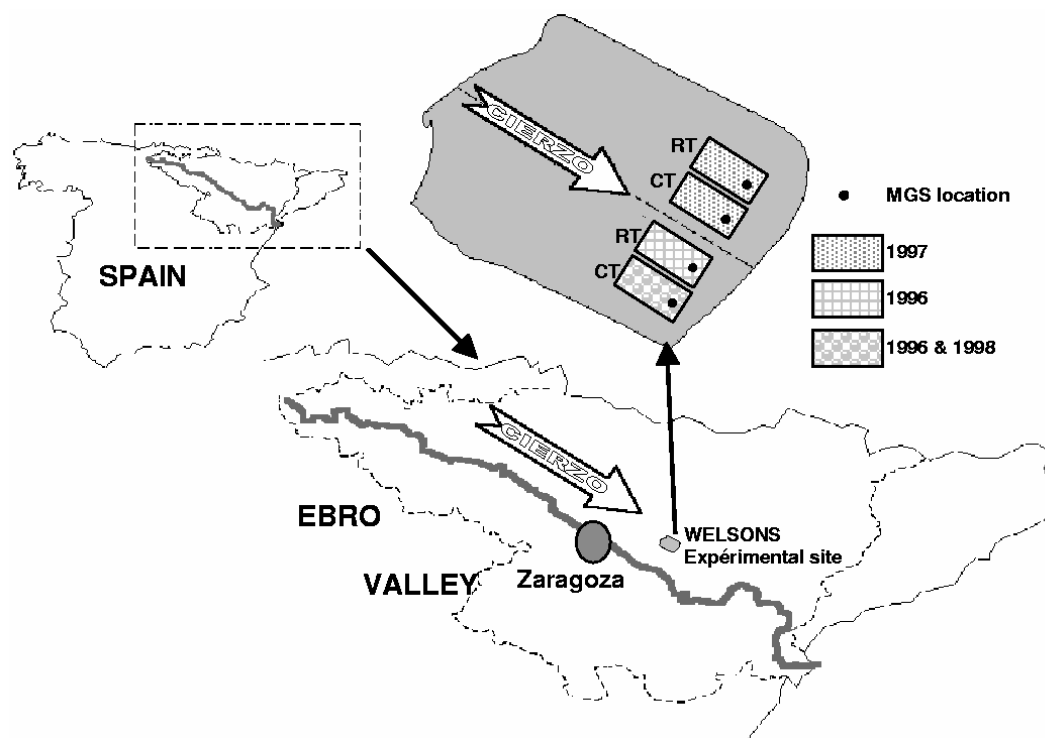 CIERZO
RT
CT
RT
CT
MGS location
1997
1996
1996 & 1998
SPAIN
CIERZO
EBRO
VALLEY
Zaragoza
WELSONS
Expérimental site